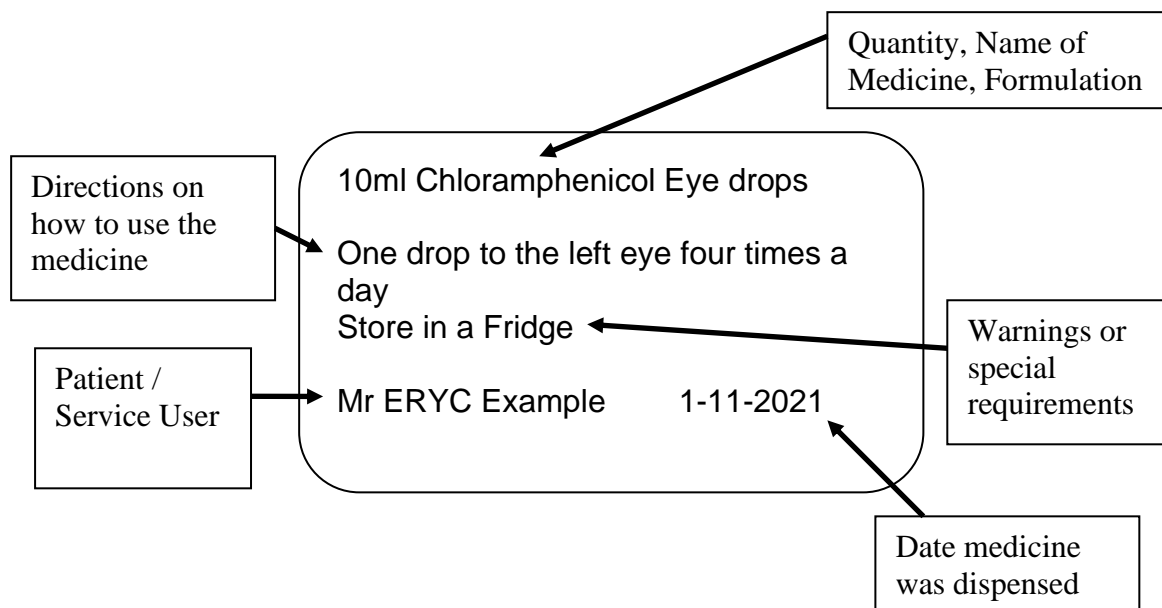 Quantity, Name of
Medicine, Formulation
Directions on
how to use the
medicine
10ml Chloramphenicol Eye drops
One drop to the left eye four times a
day
Store in a Fridge
Warnings or
special
requirements
Patient /
Service User
Mr ERYC Example 1-11-2021
Date medicine
was dispensed